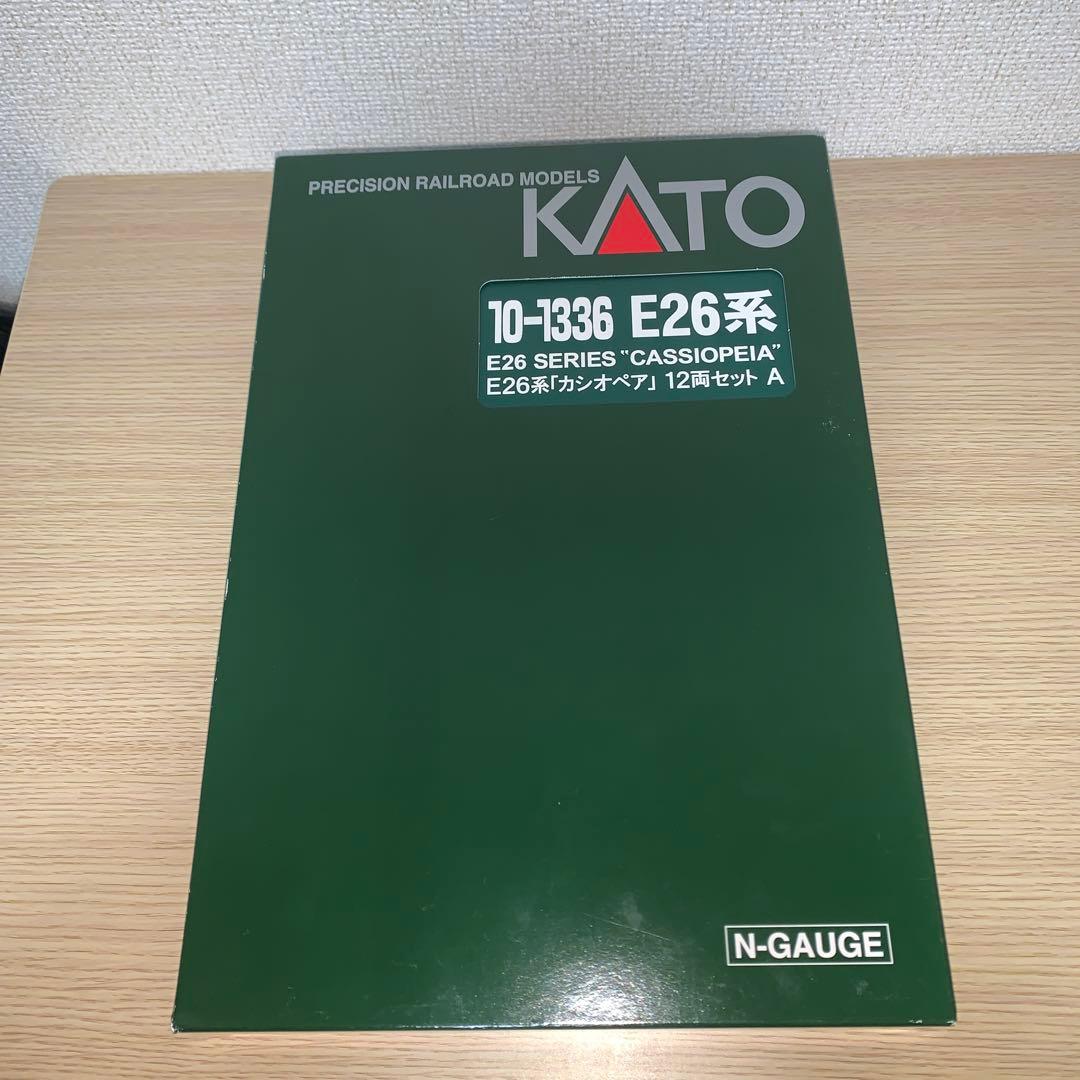 PRECISION RAILROAD MODELS
KATO
10-1336 E26系
E26 SERIES "CASSIOPEIA"
E26系「カシオペア」 12両セット A
N-GAUGE